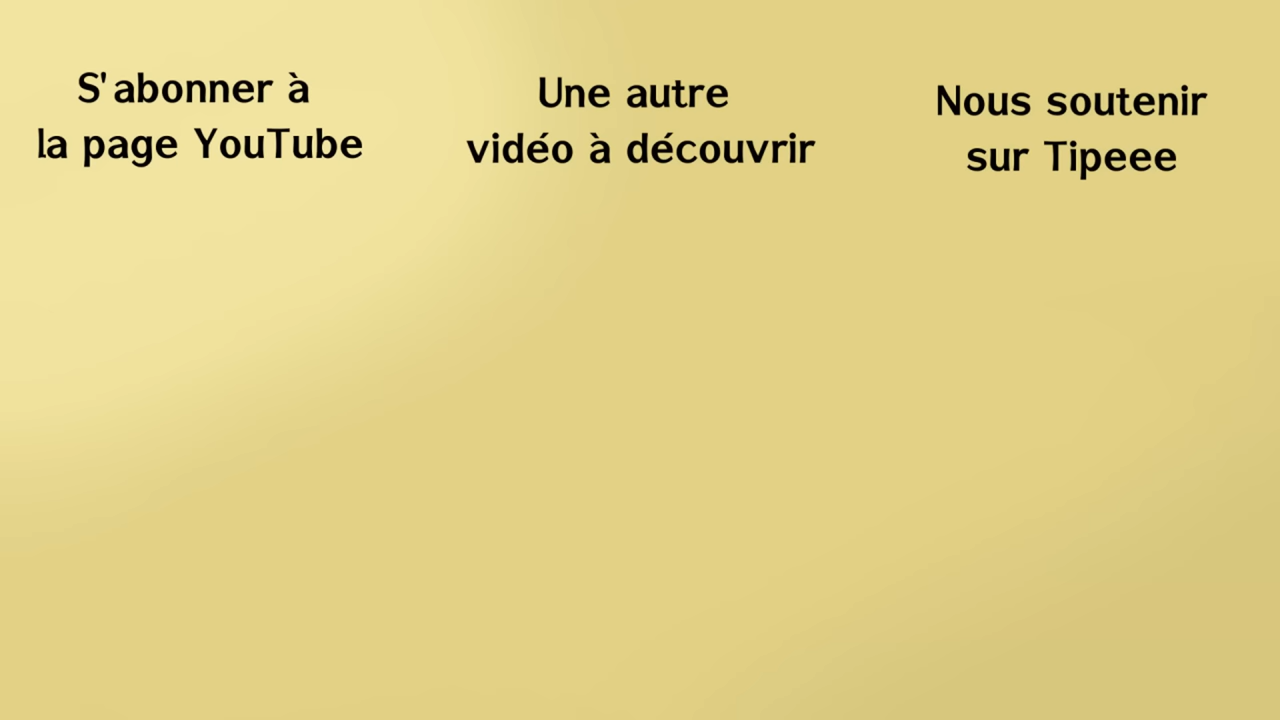 S'abonner à
la page YouTube
Une autre
vidéo à découvrir
Nous soutenir
sur Tipeee